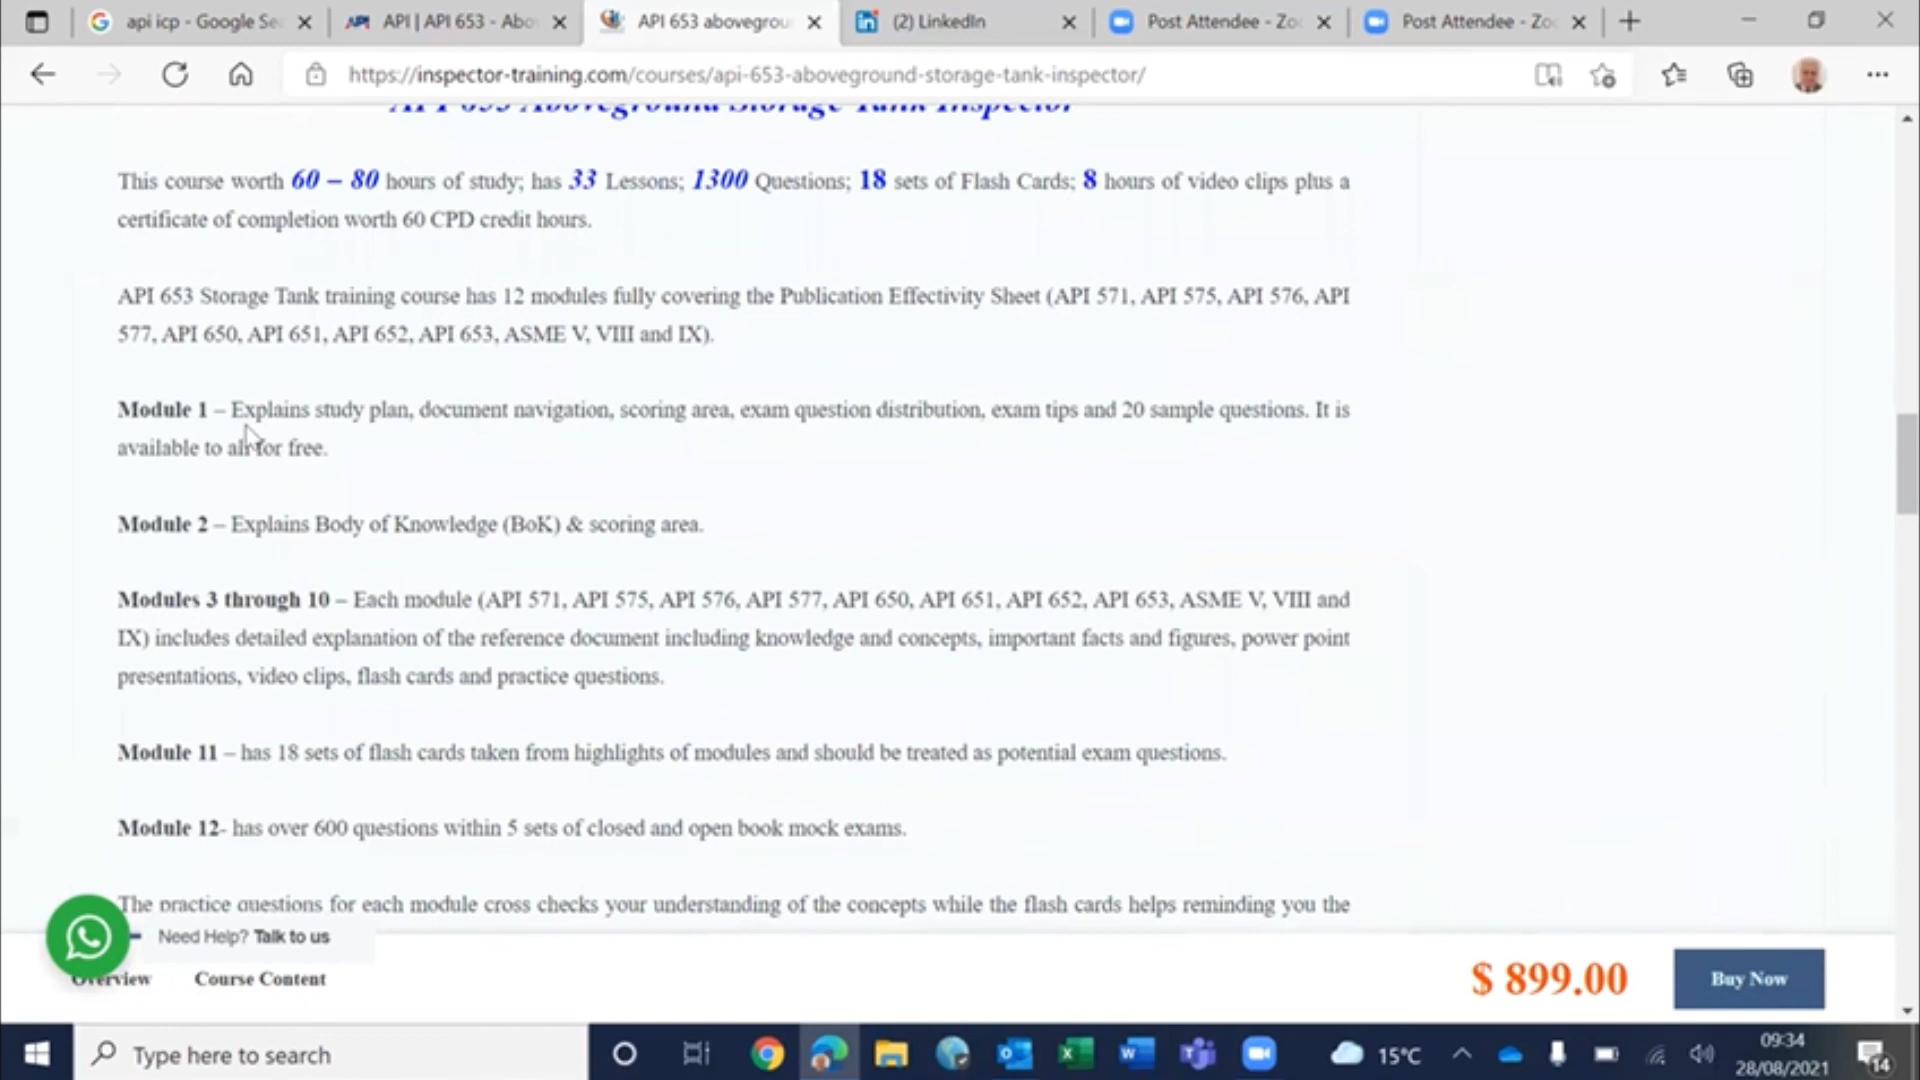 api icp - Google Se
API | API 653 - Abo
API 653 abovegrou
(2) LinkedIn
Post Attendee - Zo
Post Attendee - Zo
https://inspector-training.com/courses/api-653-aboveground-storage-tank-inspector/
API 653 Aboveground Storage Tank Inspector
This course worth 60 – 80 hours of study; has 33 Lessons; 1300 Questions; 18 sets of Flash Cards; 8 hours of video clips plus a
certificate of completion worth 60 CPD credit hours.
API 653 Storage Tank training course has 12 modules fully covering the Publication Effectivity Sheet (API 571, API 575, API 576, API
577, API 650, API 651, API 652, API 653, ASME V, VIII and IX).
Module 1 – Explains study plan, document navigation, scoring area, exam question distribution, exam tips and 20 sample questions. It is
available to all for free.
Module 2 – Explains Body of Knowledge (BoK) & scoring area.
Modules 3 through 10 – Each module (API 571, API 575, API 576, API 577, API 650, API 651, API 652, API 653, ASME V, VIII and
IX) includes detailed explanation of the reference document including knowledge and concepts, important facts and figures, power point
presentations, video clips, flash cards and practice questions.
Module 11 – has 18 sets of flash cards taken from highlights of modules and should be treated as potential exam questions.
Module 12- has over 600 questions within 5 sets of closed and open book mock exams.
The practice questions for each module cross checks your understanding of the concepts while the flash cards helps reminding you the
Need Help? Talk to us
Overview
Course Content
$ 899.00
Buy Now
Type here to search
15°C
09:34
28/08/2021
14